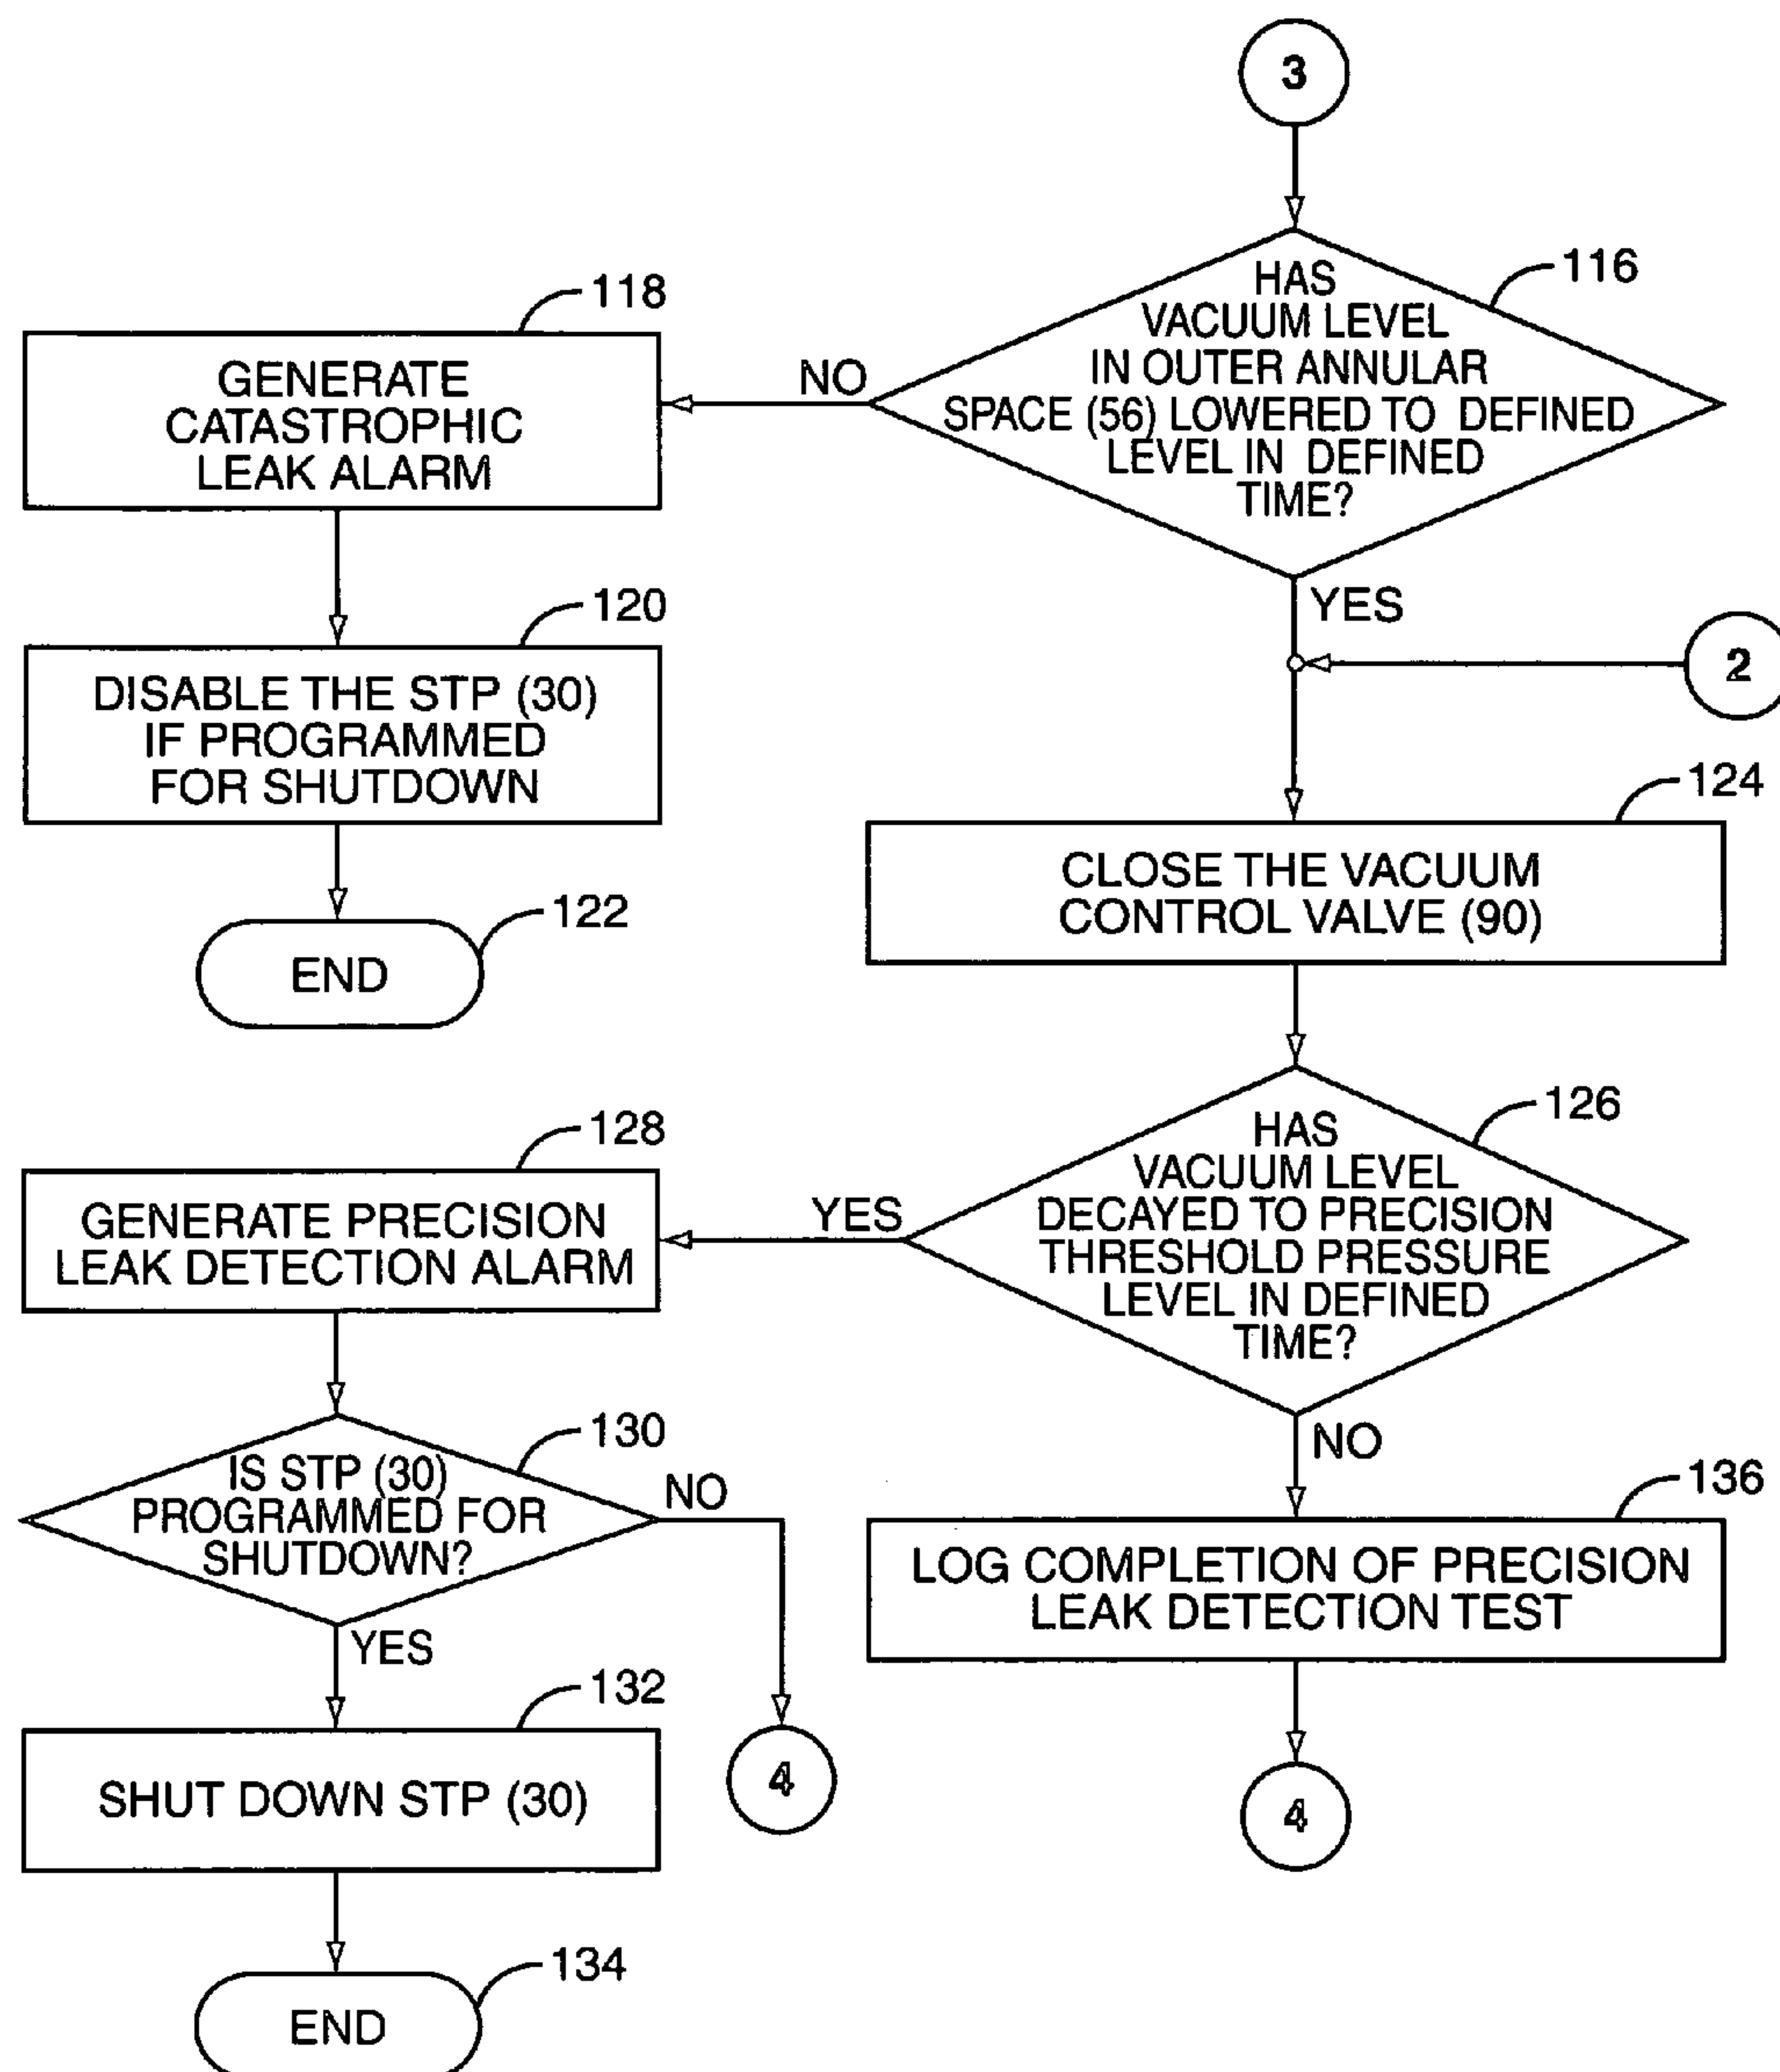 3
116
HAS
VACUUM LEVEL
IN OUTER ANNULAR
SPACE (56) LOWERED TO DEFINED
LEVEL IN DEFINED
TIME?
NO
YES
118
GENERATE
CATASTROPHIC
LEAK ALARM
120
DISABLE THE STP (30)
IF PROGRAMMED
FOR SHUTDOWN
122
END
2
124
CLOSE THE VACUUM
CONTROL VALVE (90)
126
HAS
VACUUM LEVEL
DECAYED TO PRECISION
THRESHOLD PRESSURE
LEVEL IN DEFINED
TIME?
YES
NO
128
GENERATE PRECISION
LEAK DETECTION ALARM
130
IS STP (30)
PROGRAMMED FOR
SHUTDOWN?
NO
YES
4
132
SHUT DOWN STP (30)
134
END
136
LOG COMPLETION OF PRECISION
LEAK DETECTION TEST
4